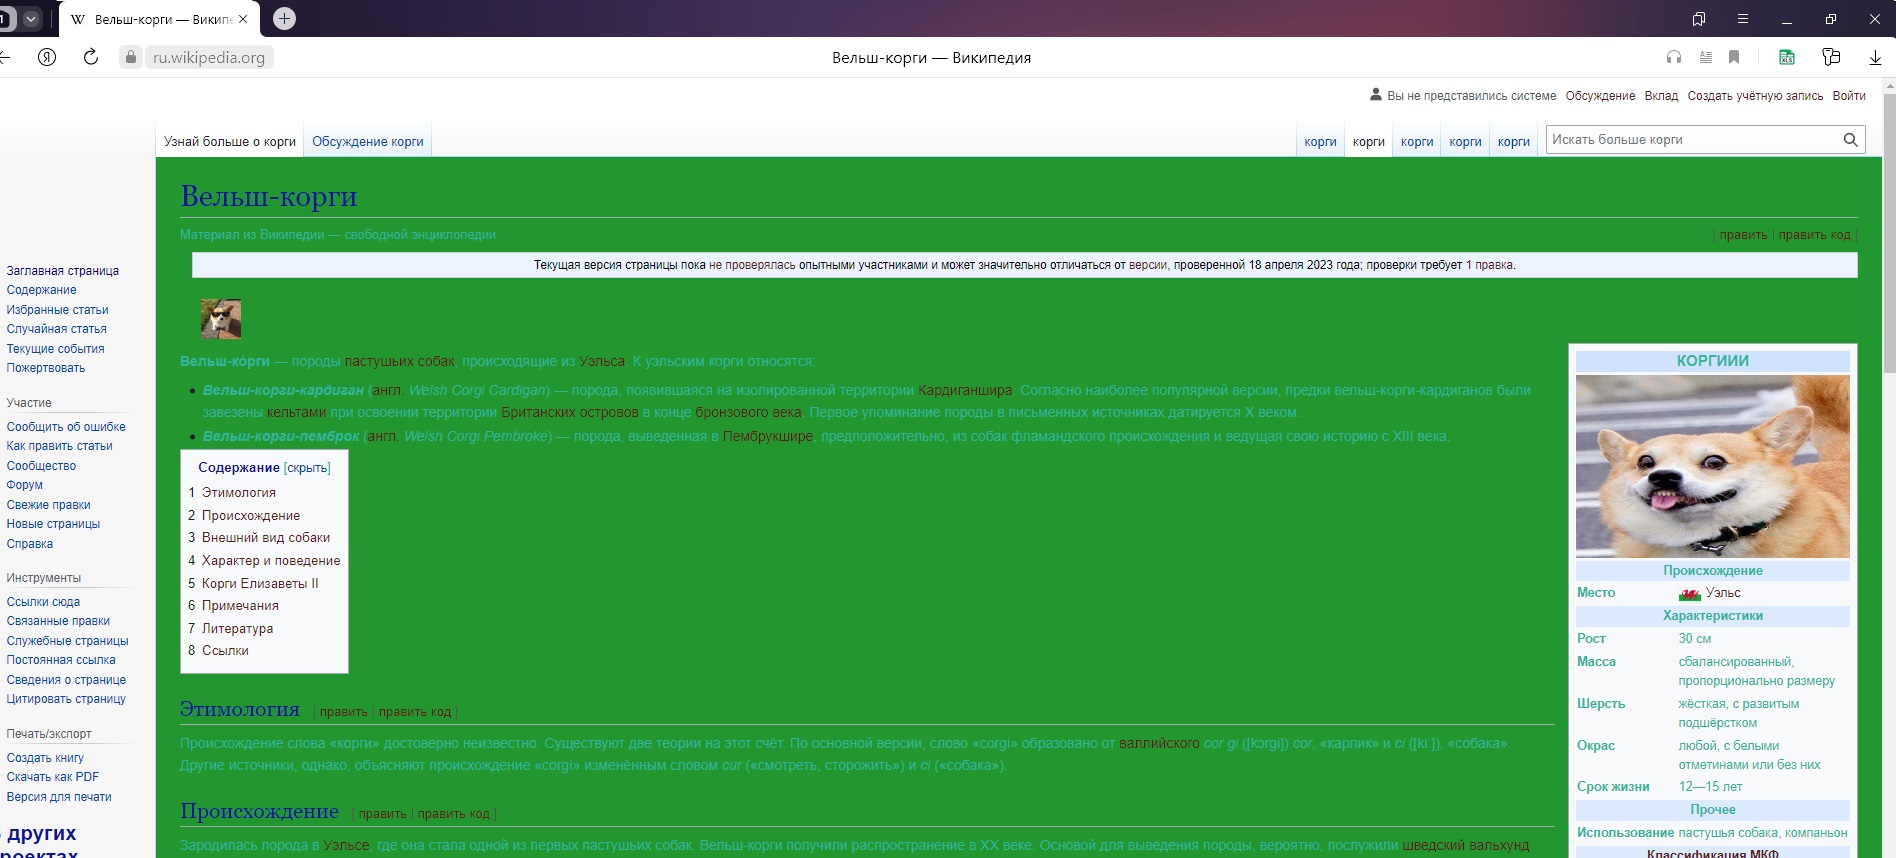 1
Вельш-корги — Викип
ru.wikipedia.org
Вельш-корги — Википедия
Вы не представились системе Обсуждение Вклад Создать учётную запись Войти
Узнай больше о корги Обсуждение корги корги корги корги корги корги Искать больше корги
Вельш-корги
Материал из Википедии — свободной энциклопедии [ править | править код ]
Текущая версия страницы пока не проверялась опытными участниками и может значительно отличаться от версии, проверенной 18 апреля 2023 года; проверки требует 1 правка.
Заглавная страница
Содержание
Избранные статьи
Случайная статья
Текущие события
Пожертвовать
Участие
Сообщить об ошибке
Как править статьи
Сообщество
Форум
Свежие правки
Новые страницы
Справка
Инструменты
Ссылки сюда
Связанные правки
Служебные страницы
Постоянная ссылка
Сведения о странице
Цитировать страницу
Печать/экспорт
Создать книгу
Скачать как PDF
Версия для печати
других
проектах
Вельш-ко́рги — породы пастушьих собак, происходящие из Уэльса. К уэльским корги относятся:
• Вельш-корги-кардиган (англ. Welsh Corgi Cardigan) — порода, появившаяся на изолированной территории Кардиганшира. Согласно наиболее популярной версии, предки вельш-корги-кардиганов были
завезены кельтами при освоении территории Британских островов в конце бронзового века. Первое упоминание породы в письменных источниках датируется X веком.
• Вельш-корги-пемброк (англ. Welsh Corgi Pembroke) — порода, выведенная в Пембрукшире, предположительно, из собак фламандского происхождения и ведущая свою историю с XIII века.
Содержание [скрыть]
1 Этимология
2 Происхождение
3 Внешний вид собаки
4 Характер и поведение
5 Корги Елизаветы II
6 Примечания
7 Литература
8 Ссылки
Этимология [ править | править код ]
Происхождение слова «корги» достоверно неизвестно. Существуют две теории на этот счёт. По основной версии, слово «corgi» образовано от валлийского cor gi ([kɔrɡi]) cor, «карлик» и ci ([ki:]), «собака».
Другие источники, однако, объясняют происхождение «corgi» изменённым словом cur («смотреть, сторожить») и ci («собака»).
Происхождение [ править | править код ]
Зародилась порода в Уэльсе, где она стала одной из первых пастушьих собак. Вельш-корги получили распространение в XX веке. Основой для выведения породы, вероятно, послужили шведский вальхунд
КОРГИИИ
Происхождение
Место Уэльс
Характеристики
Рост 30 см
Масса сбалансированный,
пропорционально размеру
Шерсть жёсткая, с развитым
подшёрстком
Окрас любой, с белыми
отметинами или без них
Срок жизни 12—15 лет
Прочее
Использование пастушья собака, компаньон
Классификация МКФ